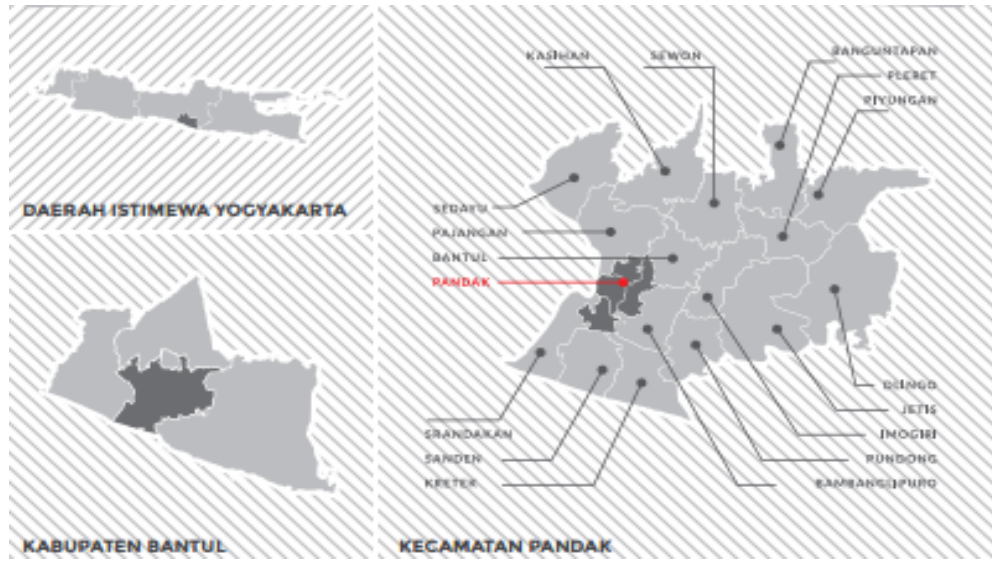 DAERAH ISTIMEWA YOGYAKARTA
KABUPATEN BANTUL
KASIHAN
SEWON
BANGUNTAPAN
PLERET
PIYUNGAN
SEDAYU
PAJANGAN
BANTUL
PANDAK
SRANDAKAN
SANDEN
KRETEK
DLINGO
JETIS
IMOGIRI
PUNDONG
BAMBANGLIPURO
KECAMATAN PANDAK